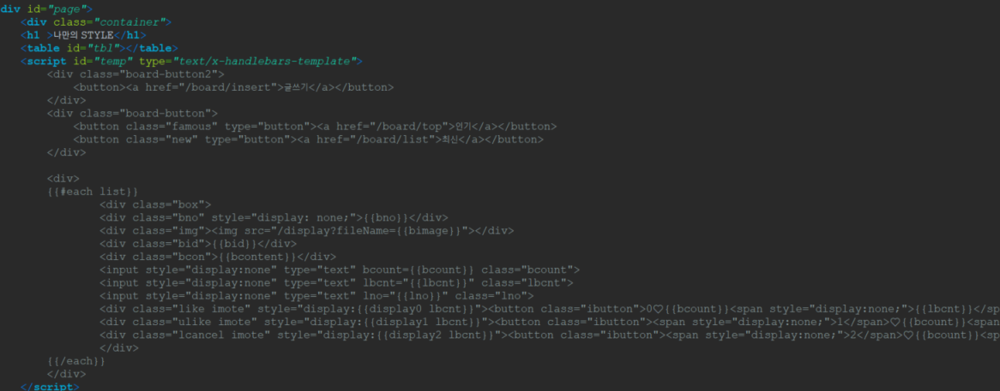 div id="page">
<div class="container">
<h1 >나만의 STYLE</h1>
<table id="tbl"></table>
<script id="temp" type="text/x-handlebars-template">
<div class="board-button2">
<button><a href="/board/insert">글쓰기</a></button>
</div>
<div class="board-button">
<button class="famous" type="button"><a href="/board/top">인기</a></button>
<button class="new" type="button"><a href="/board/list">최신</a></button>
</div>
<div>
{{#each list}}
<div class="box">
<div class="bno" style="display: none;">{{bno}}</div>
<div class="img"><img src="/display?fileName={{bimage}}"></div>
<div class="bid">{{bid}}</div>
<div class="bcon">{{bcontent}}</div>
<input style="display:none" type="text" bcount={{bcount}} class="bcount">
<input style="display:none" type="text" lbcnt="{{lbcnt}}" class="lbcnt">
<input style="display:none" type="text" lno="{{lno}}" class="lno">
<div class="like imote" style="display:{{display0 lbcnt}}"><button class="ibutton">0♡{{bcount}}<span style="display:none;">{{lbcnt}}</sp
<div class="ulike imote" style="display:{{display1 lbcnt}}"><button class="ibutton"><span style="display:none;">1</span>♡{{bcount}}<span
<div class="lcancel imote" style="display:{{display2 lbcnt}}"><button class="ibutton"><span style="display:none;">2</span>♡{{bcount}}<sp
</div>
{{/each}}
</div>
</script>